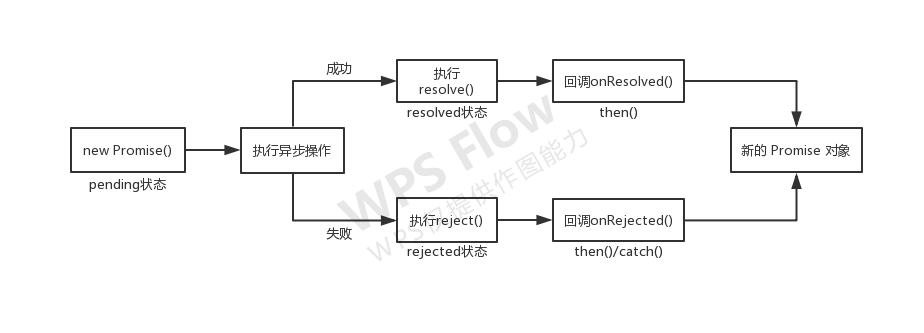 成功
执行
resolve()
resolved状态
回调onResolved()
then()
new Promise()
pending状态
执行异步操作
新的 Promise 对象
失败
执行reject()
rejected状态
回调onRejected()
then()/catch()
WPS Flow
WPS仅提供作图能力